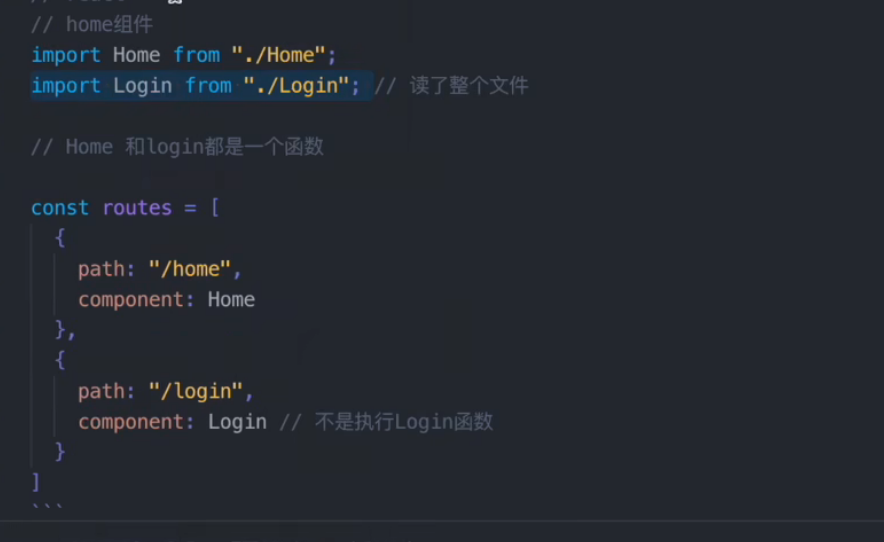 // home组件
import Home from "./Home";
import Login from "./Login"; // 读了整个文件
// Home 和login都是一个函数
const routes = [
{
path: "/home",
component: Home
},
{
path: "/login",
component: Login // 不是执行Login函数
}
]
```